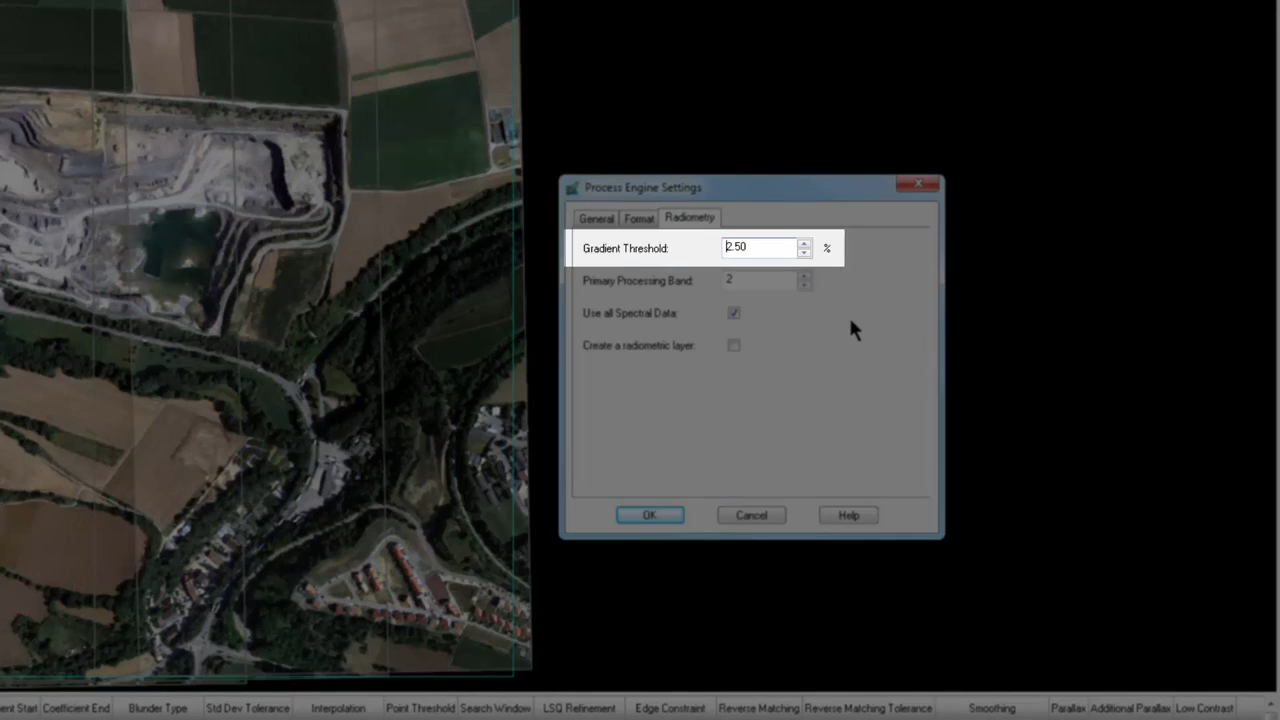 Process Engine Settings
General Format Radiometry
Gradient Threshold: 2.50 %
Primary Processing Band: 2
Use all Spectral Data:
Create a radiometric layer:
OK Cancel Help
ent Start Coefficient End Blunder Type Std Dev Tolerance Interpolation Point Threshold Search Window LSQ Refinement Edge Constraint Reverse Matching Reverse Matching Tolerance Smoothing Parallax Additional Parallax Low Contrast